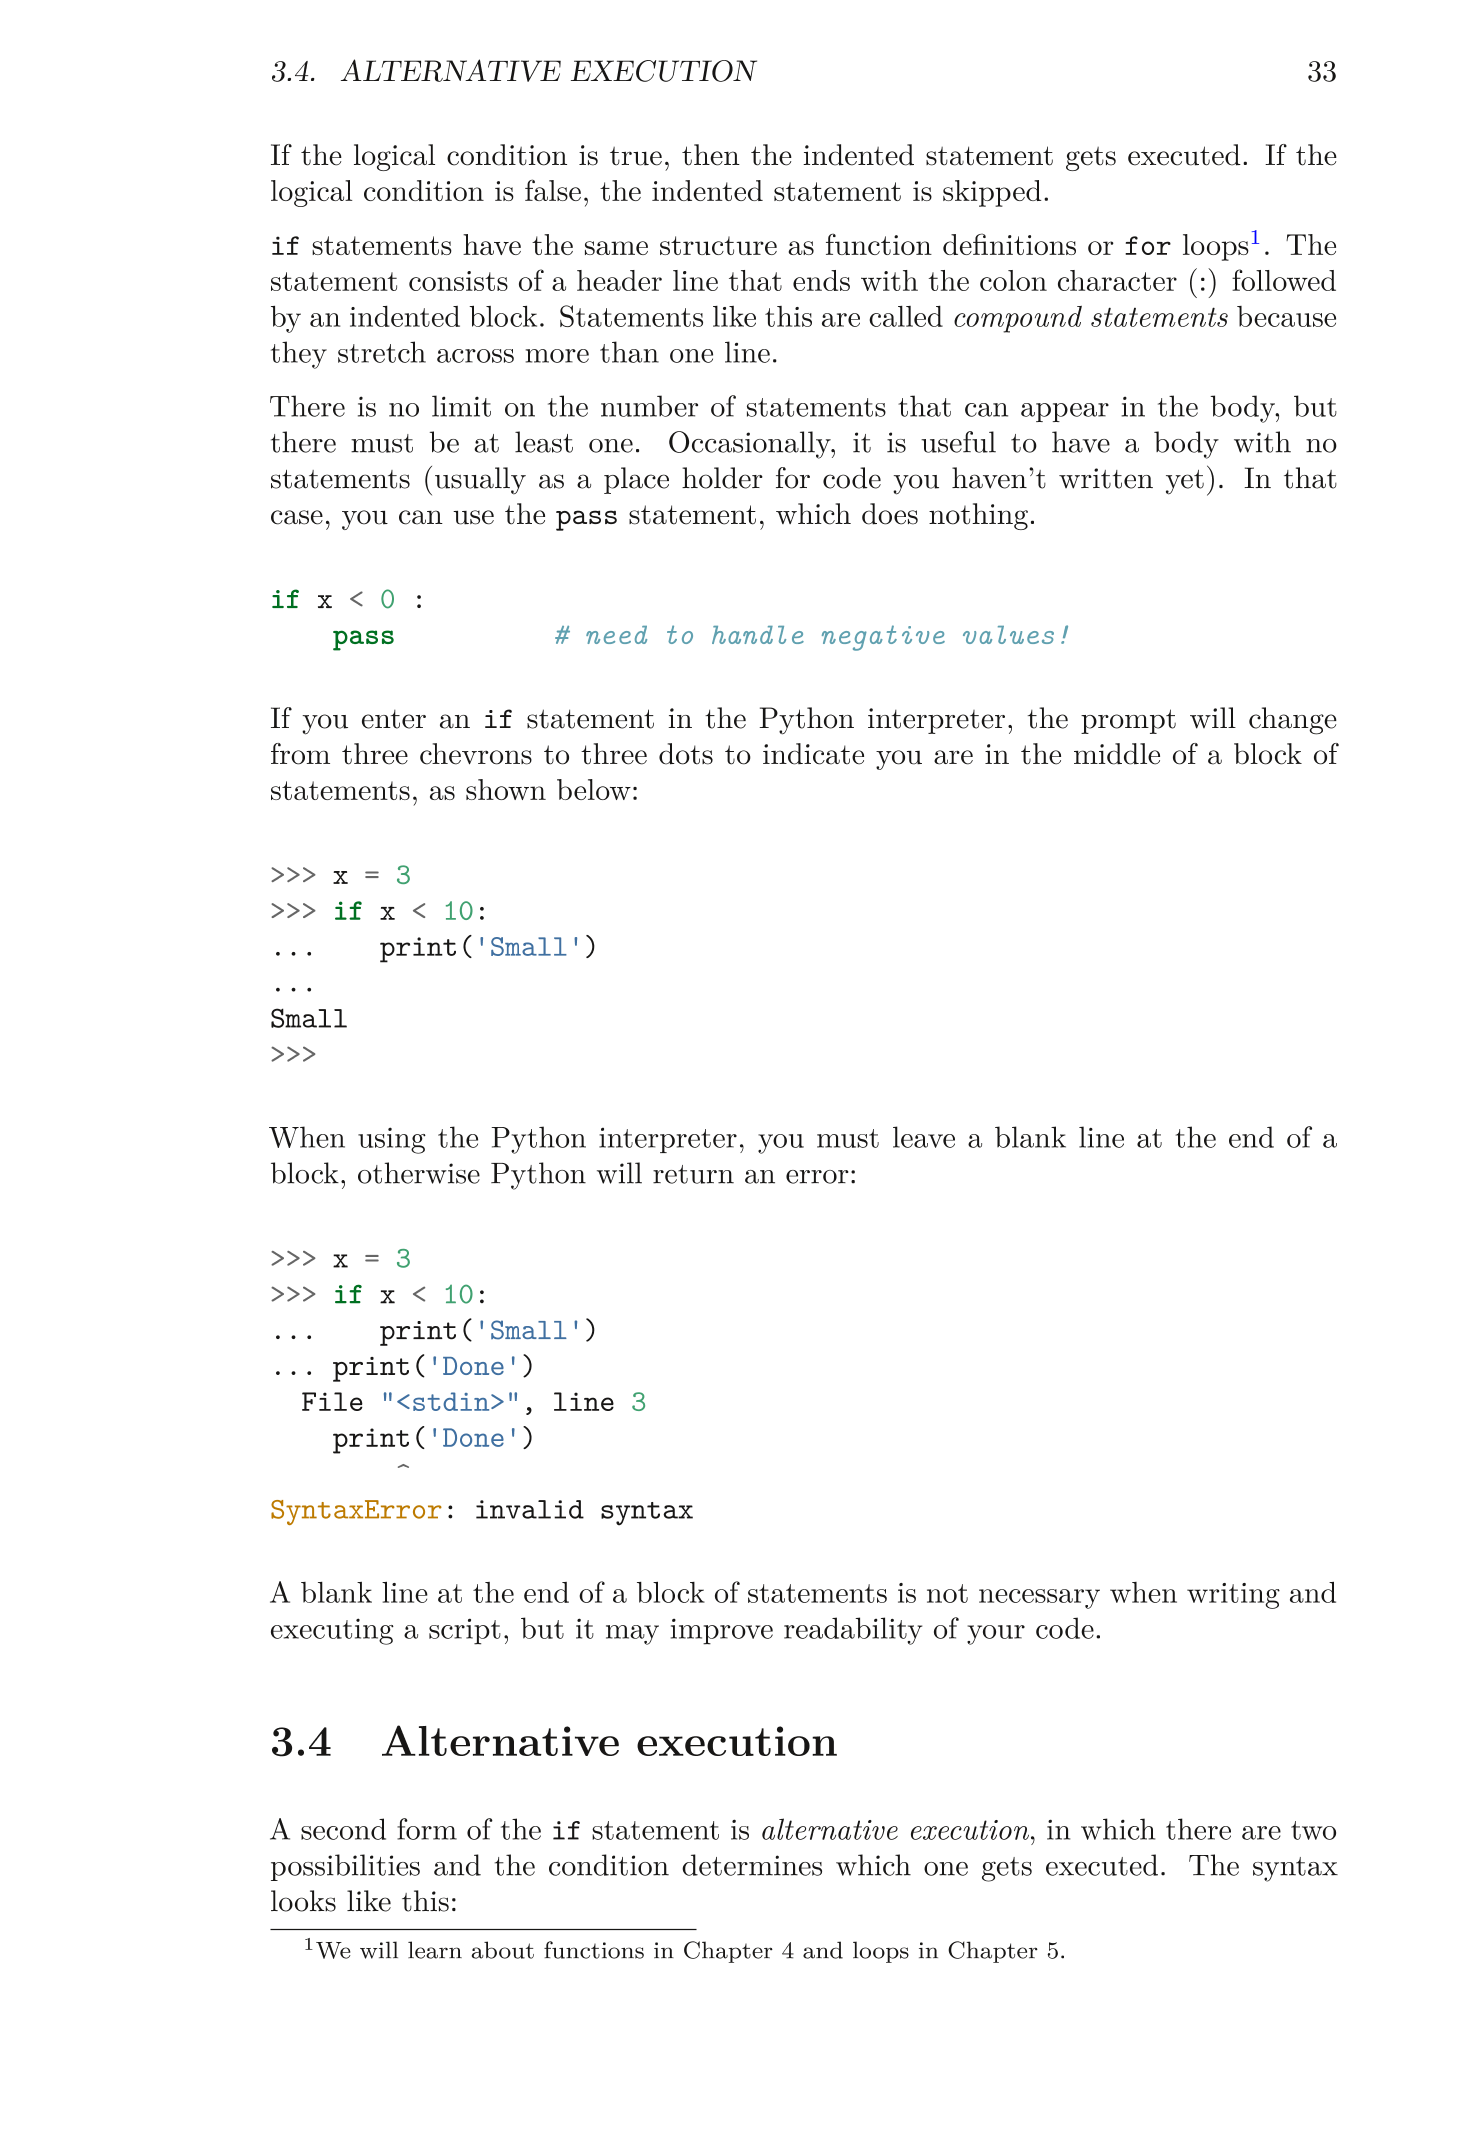 3.4. ALTERNATIVE EXECUTION 33
If the logical condition is true, then the indented statement gets executed. If the
logical condition is false, the indented statement is skipped.
if statements have the same structure as function definitions or for loops1. The
statement consists of a header line that ends with the colon character (:) followed
by an indented block. Statements like this are called compound statements because
they stretch across more than one line.
There is no limit on the number of statements that can appear in the body, but
there must be at least one. Occasionally, it is useful to have a body with no
statements (usually as a place holder for code you haven't written yet). In that
case, you can use the pass statement, which does nothing.
if x < 0 :
    pass          # need to handle negative values!
If you enter an if statement in the Python interpreter, the prompt will change
from three chevrons to three dots to indicate you are in the middle of a block of
statements, as shown below:
>>> x = 3
>>> if x < 10:
...    print('Small')
...
Small
>>>
When using the Python interpreter, you must leave a blank line at the end of a
block, otherwise Python will return an error:
>>> x = 3
>>> if x < 10:
...    print('Small')
... print('Done')
  File "<stdin>", line 3
    print('Done')
        ^
SyntaxError: invalid syntax
A blank line at the end of a block of statements is not necessary when writing and
executing a script, but it may improve readability of your code.
3.4 Alternative execution
A second form of the if statement is alternative execution, in which there are two
possibilities and the condition determines which one gets executed. The syntax
looks like this:
1We will learn about functions in Chapter 4 and loops in Chapter 5.